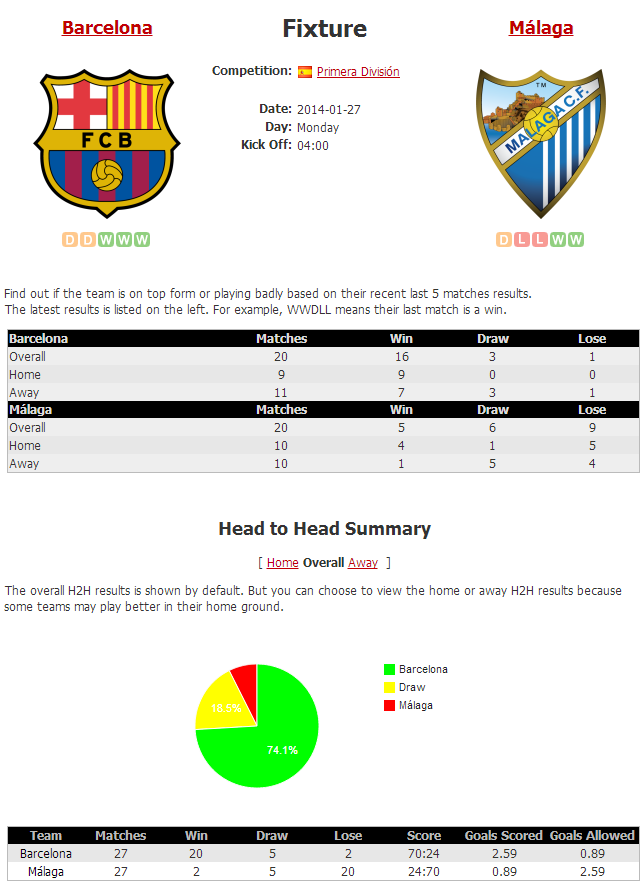 Barcelona Fixture Málaga
Competition: Primera División
Date: 2014-01-27
Day: Monday
Kick Off: 04:00
FCB
TM
MALAGA C.F.
D D W W W
D L L W W
Find out if the team is on top form or playing badly based on their recent last 5 matches results.
The latest results is listed on the left. For example, WWDLL means their last match is a win.
Barcelona Matches Win Draw Lose
Overall 20 16 3 1
Home 9 9 0 0
Away 11 7 3 1
Málaga Matches Win Draw Lose
Overall 20 5 6 9
Home 10 4 1 5
Away 10 1 5 4
Head to Head Summary
[ Home Overall Away ]
The overall H2H results is shown by default. But you can choose to view the home or away H2H results because
some teams may play better in their home ground.
Barcelona
Draw
Málaga
18.5%
74.1%
Team Matches Win Draw Lose Score Goals Scored Goals Allowed
Barcelona 27 20 5 2 70:24 2.59 0.89
Málaga 27 2 5 20 24:70 0.89 2.59